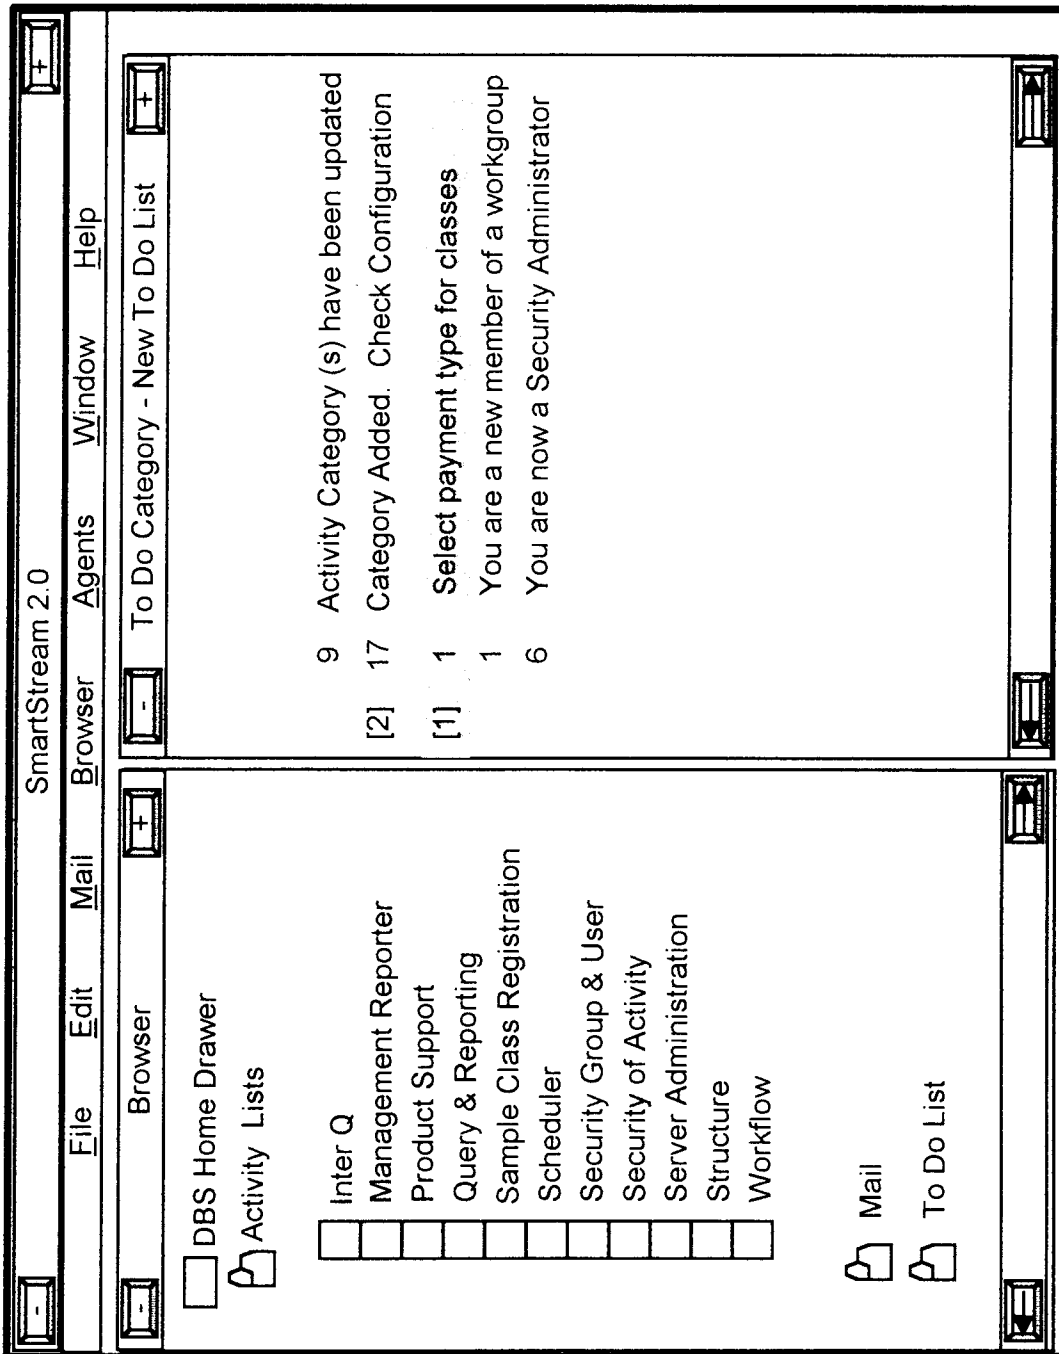 - SmartStream 2.0 +
File Edit Mail Browser Agents Window Help
- Browser +
DBS Home Drawer
Activity Lists
Inter Q
Management Reporter
Product Support
Query & Reporting
Sample Class Registration
Scheduler
Security Group & User
Security of Activity
Server Administration
Structure
Workflow
Mail
To Do List
- To Do Category - New To Do List +
9 Activity Category (s) have been updated
[2] 17 Category Added. Check Configuration
[1] 1 Select payment type for classes
1 You are a new member of a workgroup
6 You are now a Security Administrator